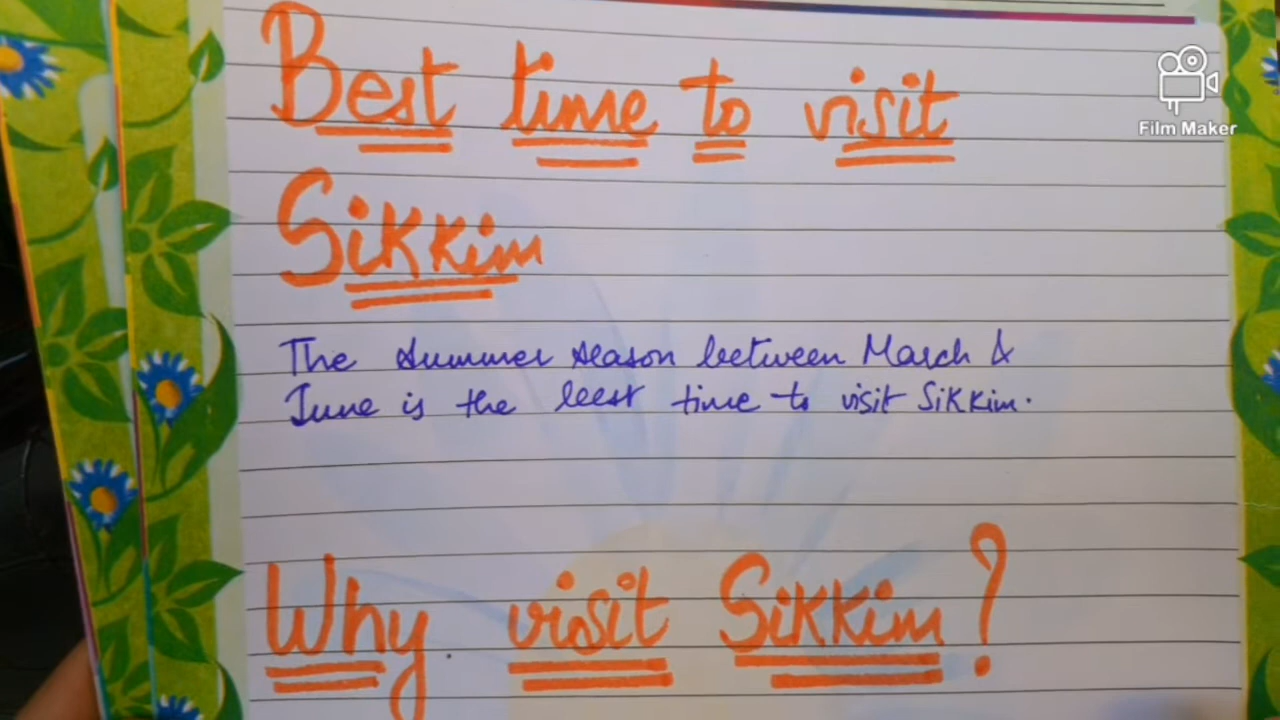 Best time to visit
Film Maker
Sikkim
The summer season between March &
June is the best time to visit Sikkim.
Why visit Sikkim?